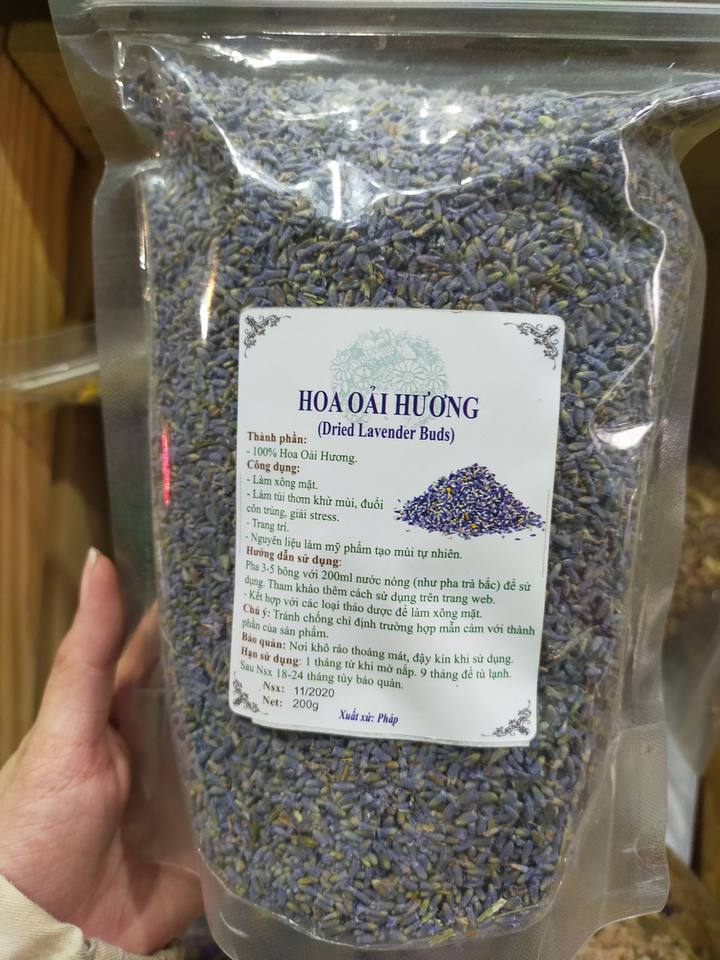 HOA OẢI HƯƠNG
(Dried Lavender Buds)
Thành phần:
- 100% Hoa Oải Hương.
Công dụng:
- Làm xông mặt.
- Làm túi thơm khử mùi, đuổi
côn trùng, giải stress.
- Trang trí.
- Nguyên liệu làm mỹ phẩm tạo mùi tự nhiên.
Hướng dẫn sử dụng:
Pha 3-5 bông với 200ml nước nóng (như pha trà bắc) để sử
dụng. Tham khảo thêm cách sử dụng trên trang web.
- Kết hợp với các loại thảo dược để làm xông mặt.
Chú ý: Tránh chống chỉ định trường hợp mẫn cảm với thành
phần của sản phẩm.
Bảo quản: Nơi khô ráo thoáng mát, đậy kín khi sử dụng.
Hạn sử dụng: 1 tháng từ khi mở nắp. 9 tháng để tủ lạnh.
Sau Nsx 18-24 tháng tùy bảo quản.
Nsx: 11/2020
Net: 200g
Xuất xứ: Pháp